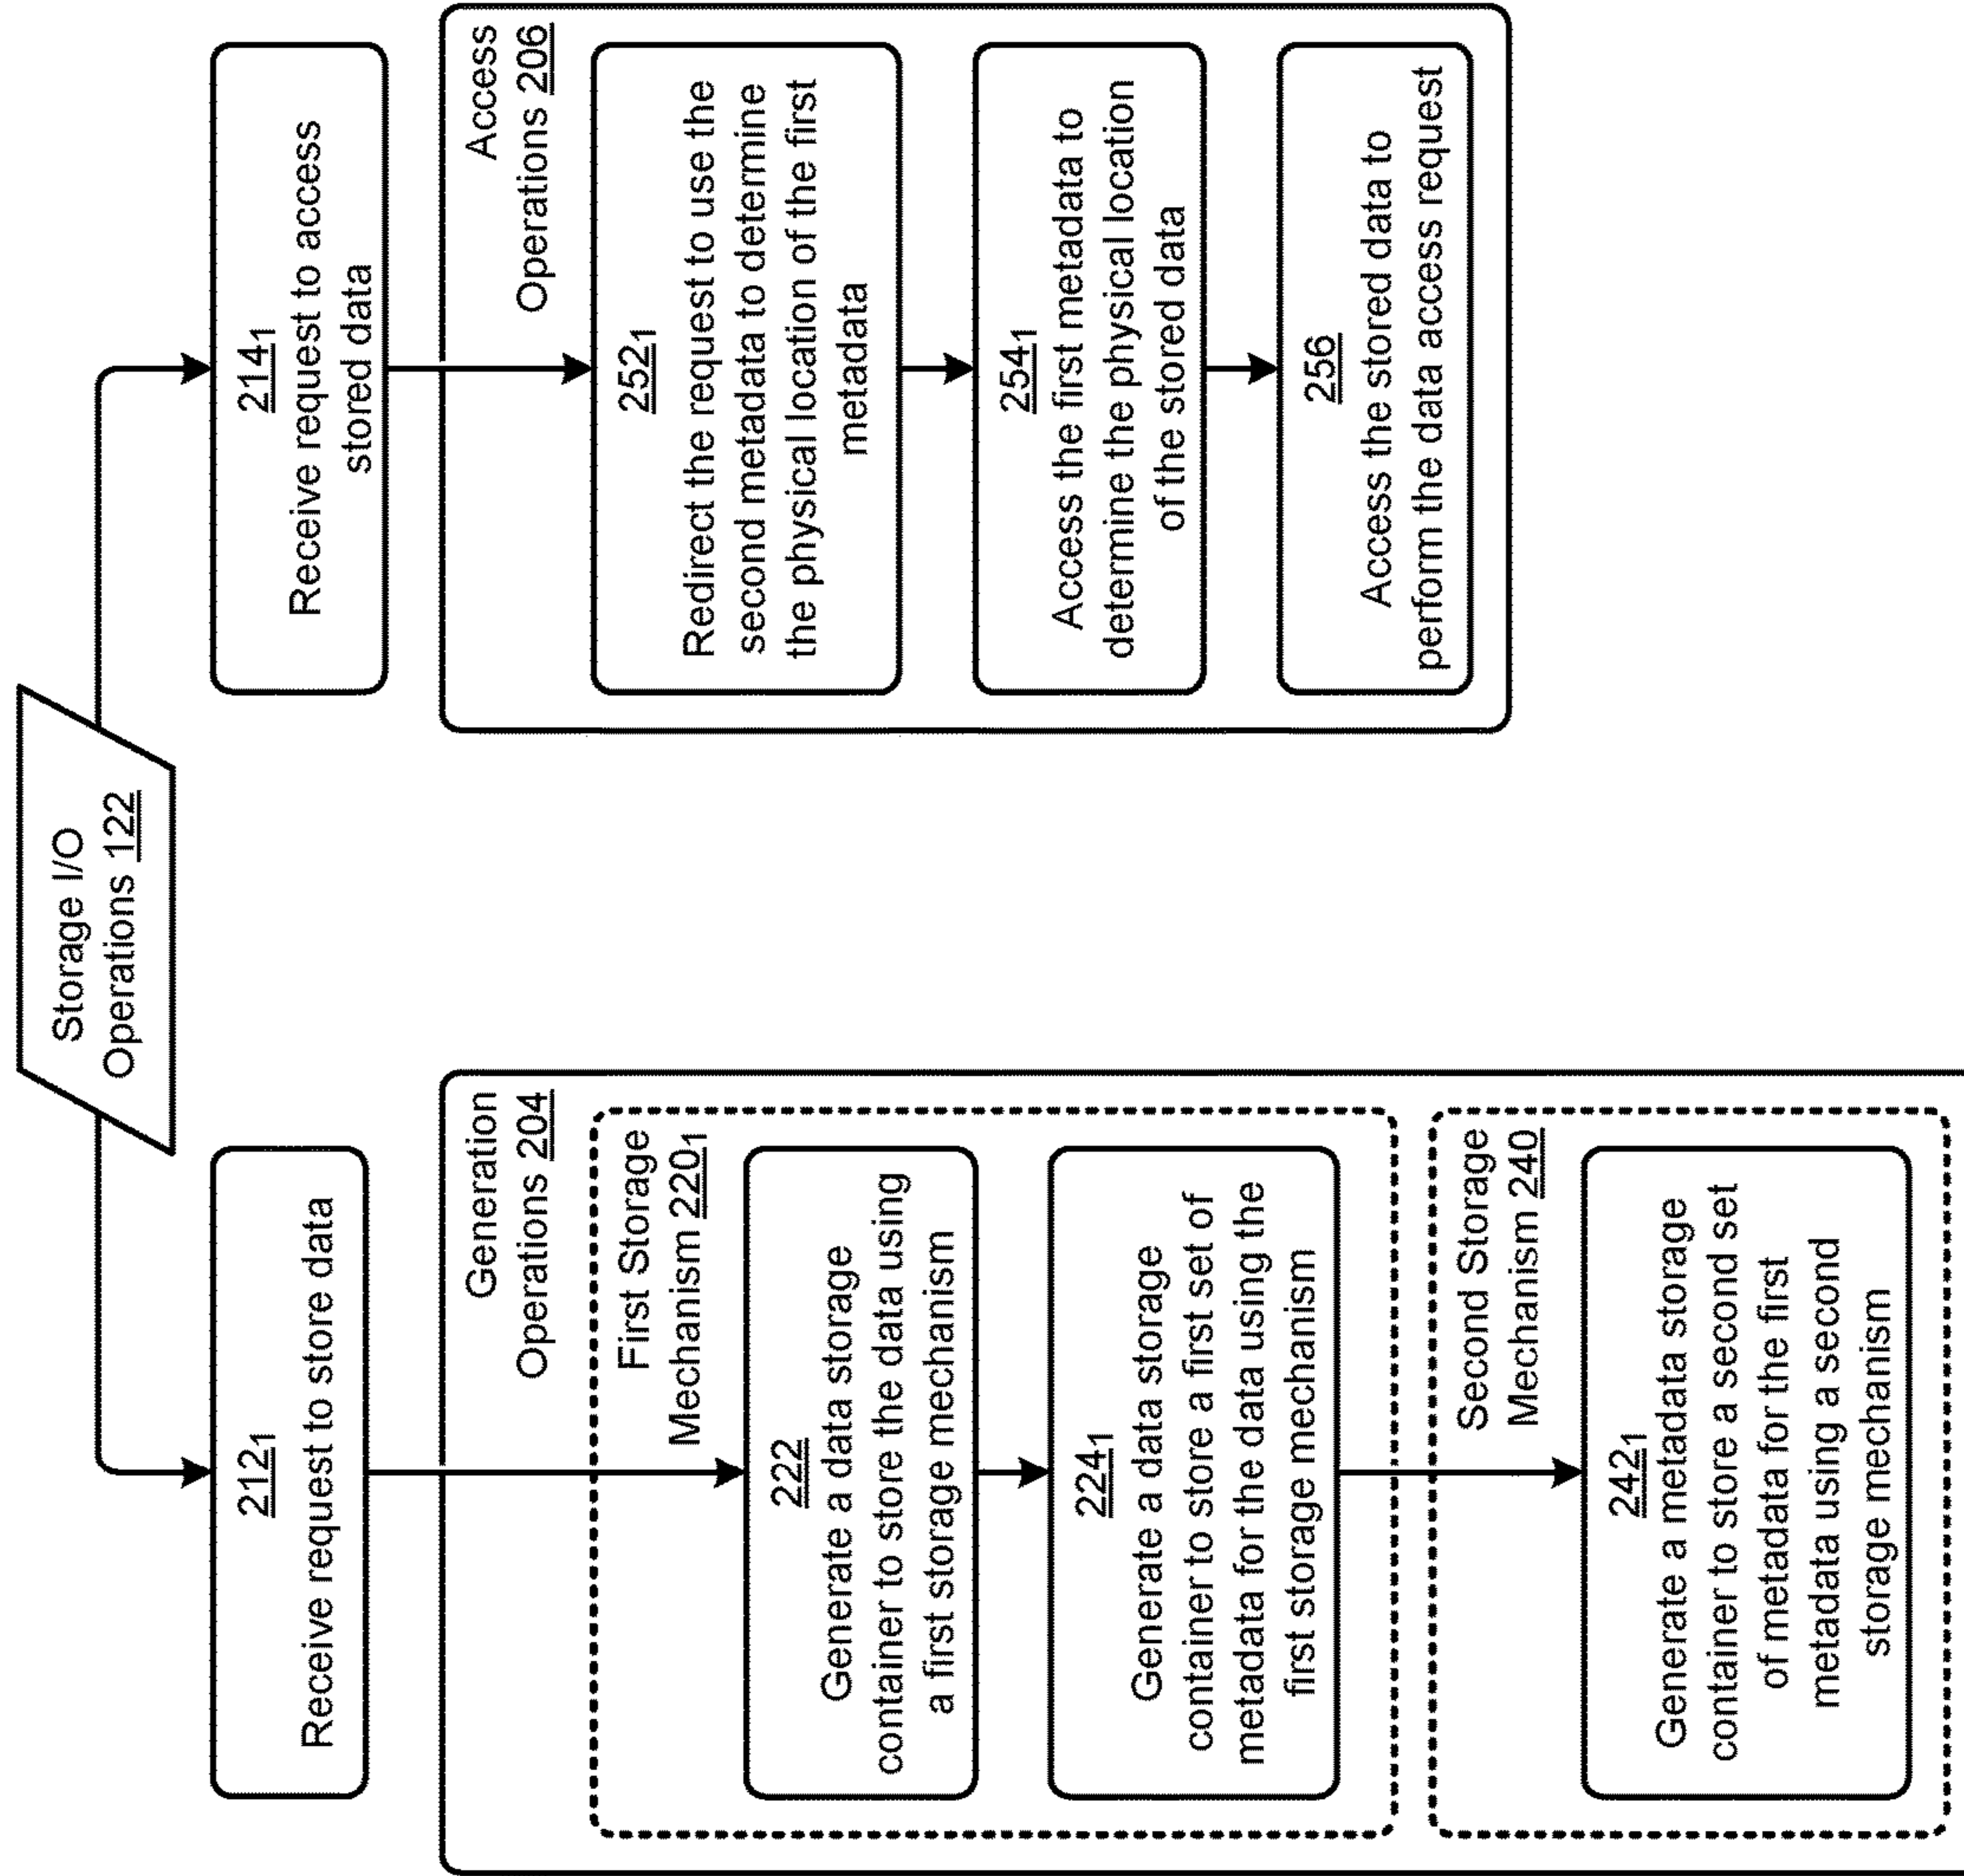 Storage I/O
Operations 122
212₁
Receive request to store data
Generation
Operations 204
First Storage
Mechanism 220₁
222
Generate a data storage
container to store the data using
a first storage mechanism
224₁
Generate a data storage
container to store a first set of
metadata for the data using the
first storage mechanism
Second Storage
Mechanism 240
242₁
Generate a metadata storage
container to store a second set
of metadata for the first
metadata using a second
storage mechanism
214₁
Receive request to access
stored data
Access
Operations 206
252₁
Redirect the request to use the
second metadata to determine
the physical location of the first
metadata
254₁
Access the first metadata to
determine the physical location
of the stored data
256
Access the stored data to
perform the data access request